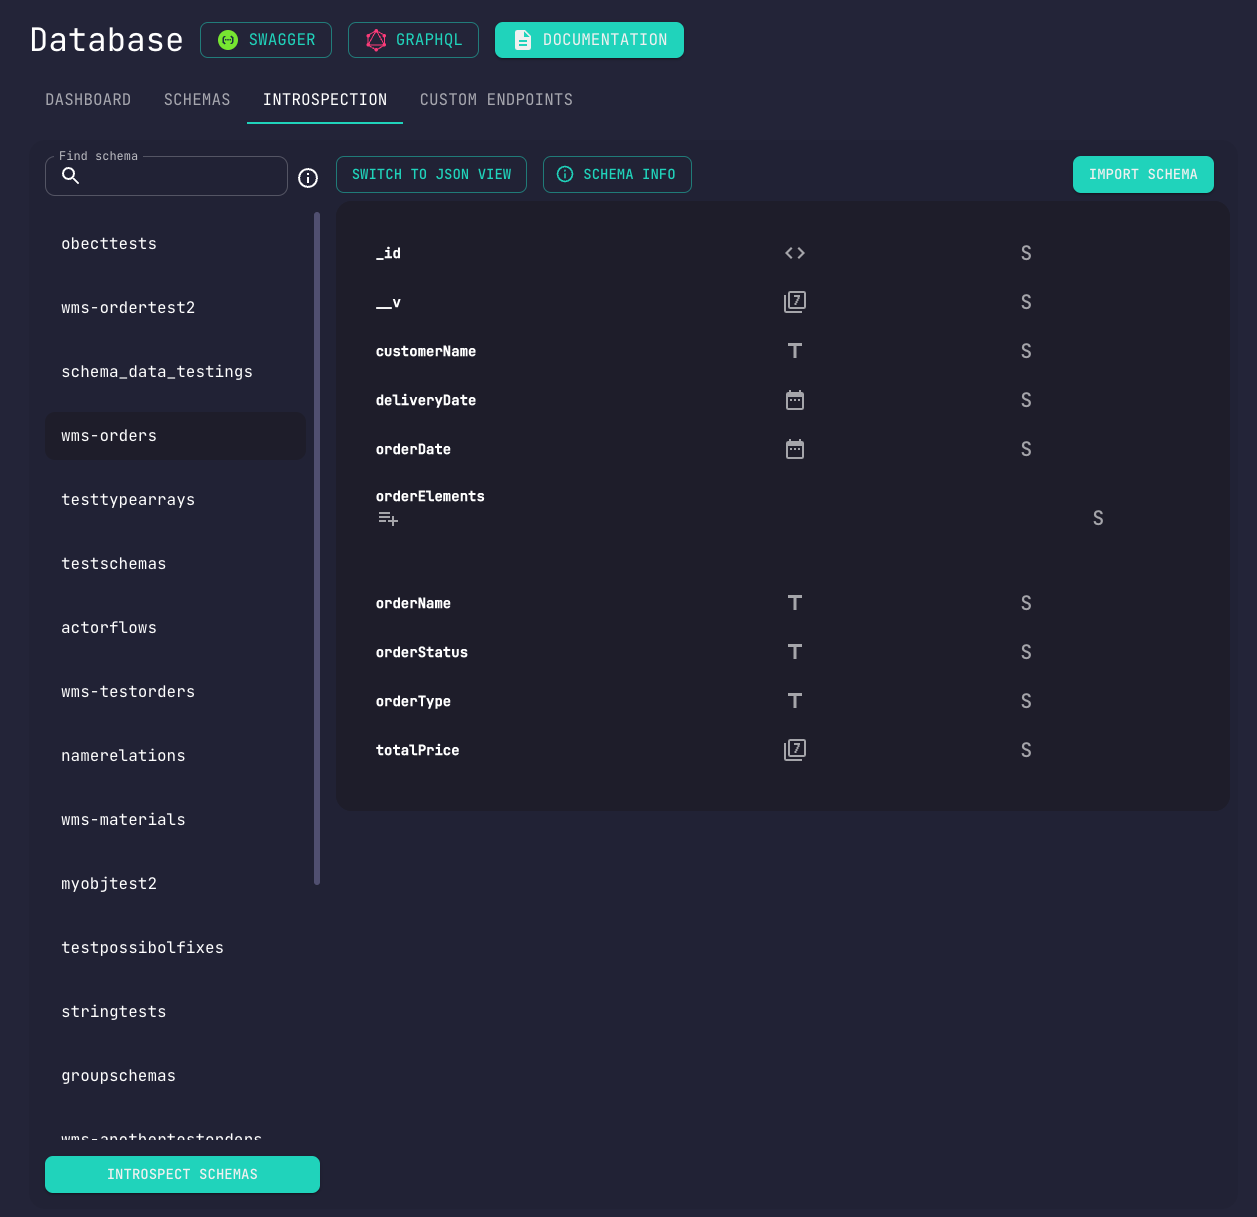 Database
SWAGGER
GRAPHQL
DOCUMENTATION
DASHBOARD
SCHEMAS
INTROSPECTION
CUSTOM ENDPOINTS
Find schema
SWITCH TO JSON VIEW
SCHEMA INFO
IMPORT SCHEMA
obecttests
wms-ordertest2
schema_data_testings
wms-orders
testtypearrays
testschemas
actorflows
wms-testorders
namerelations
wms-materials
myobjtest2
testpossibolfixes
stringtests
groupschemas
wms-anothertestorders
INTROSPECT SCHEMAS
_id S
__v 7 S
customerName T S
deliveryDate S
orderDate S
orderElements
S
orderName T S
orderStatus T S
orderType T S
totalPrice 7 S